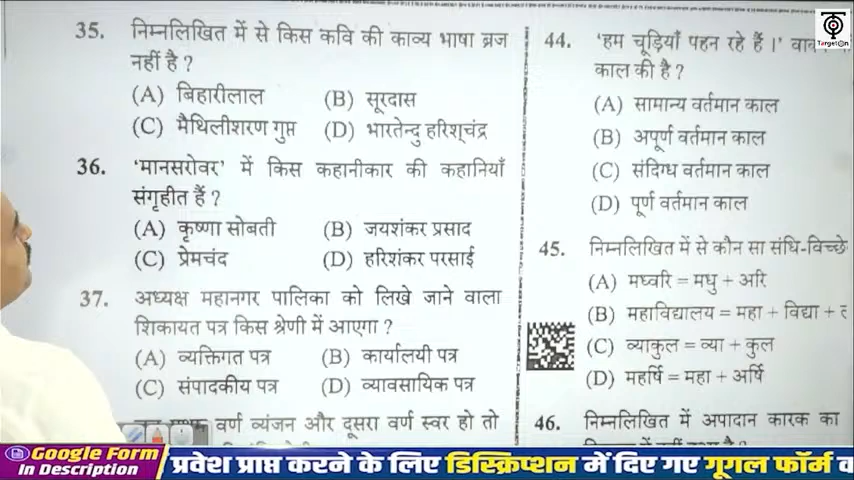 35. निम्नलिखित में से किस कवि की काव्य भाषा ब्रज
नहीं है ?
(A) बिहारीलाल (B) सूरदास
(C) मैथिलीशरण गुप्त (D) भारतेन्दु हरिश्चंद्र
36. 'मानसरोवर' में किस कहानीकार की कहानियाँ
संगृहीत हैं ?
(A) कृष्णा सोबती (B) जयशंकर प्रसाद
(C) प्रेमचंद (D) हरिशंकर परसाई
37. अध्यक्ष महानगर पालिका को लिखे जाने वाला
शिकायत पत्र किस श्रेणी में आएगा ?
(A) व्यक्तिगत पत्र (B) कार्यालयी पत्र
(C) संपादकीय पत्र (D) व्यावसायिक पत्र
वर्ण व्यंजन और दूसरा वर्ण स्वर हो तो
44. 'हम चूड़ियाँ पहन रहे हैं ।'
काल की है ?
(A) सामान्य वर्तमान काल
(B) अपूर्ण वर्तमान काल
(C) संदिग्ध वर्तमान काल
(D) पूर्ण वर्तमान काल
45. निम्नलिखित में से कौन सा संधि-विच्छे
(A) मध्वरि = मधु + अरि
(B) महाविद्यालय = महा + विद्या +
(C) व्याकुल = व्या + कुल
(D) महर्षि = महा + अर्षि
46. निम्नलिखित में अपादान कारक का
TargetOn
Google Form
In Description
प्रवेश प्राप्त करने के लिए डिस्क्रिप्शन में दिए गए गूगल फॉर्म